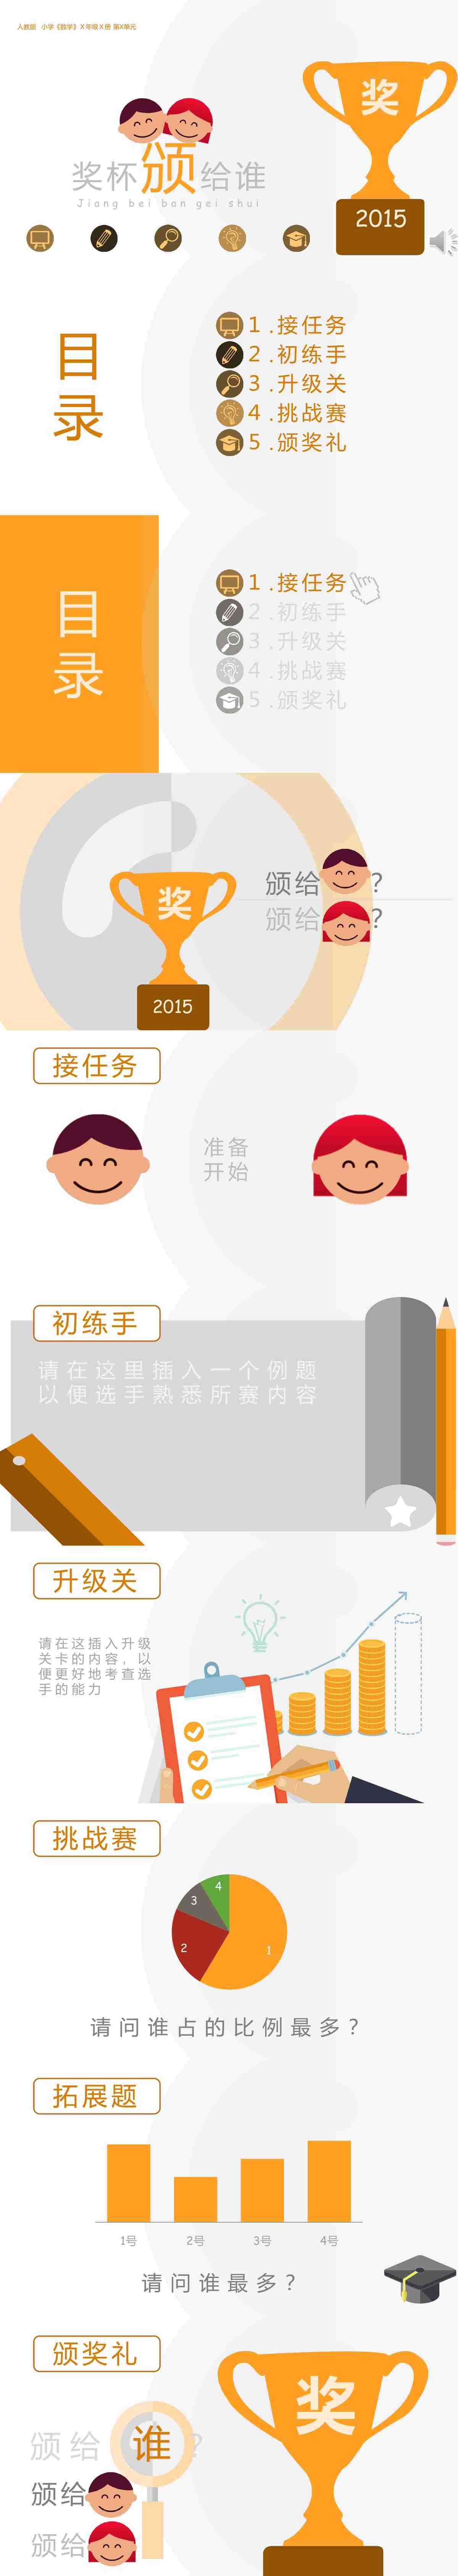 人教版 小学《数学》X年级X册 第X单元
奖
奖杯颁给谁
Jiang bei ban gei shui
2015
目录
1.接任务
2.初练手
3.升级关
4.挑战赛
5.颁奖礼
目录
1.接任务
2.初练手
3.升级关
4.挑战赛
5.颁奖礼
奖
2015
颁给 ?
颁给 ?
接任务
准备
开始
初练手
请在这里插入一个例题
以便选手熟悉所赛内容
升级关
请在这插入升级
关卡的内容，以
便更好地考查选
手的能力
挑战赛
4
3
2
1
请问谁占的比例最多?
拓展题
1号 2号 3号 4号
请问谁最多?
颁奖礼
奖
颁给谁?
颁给
颁给